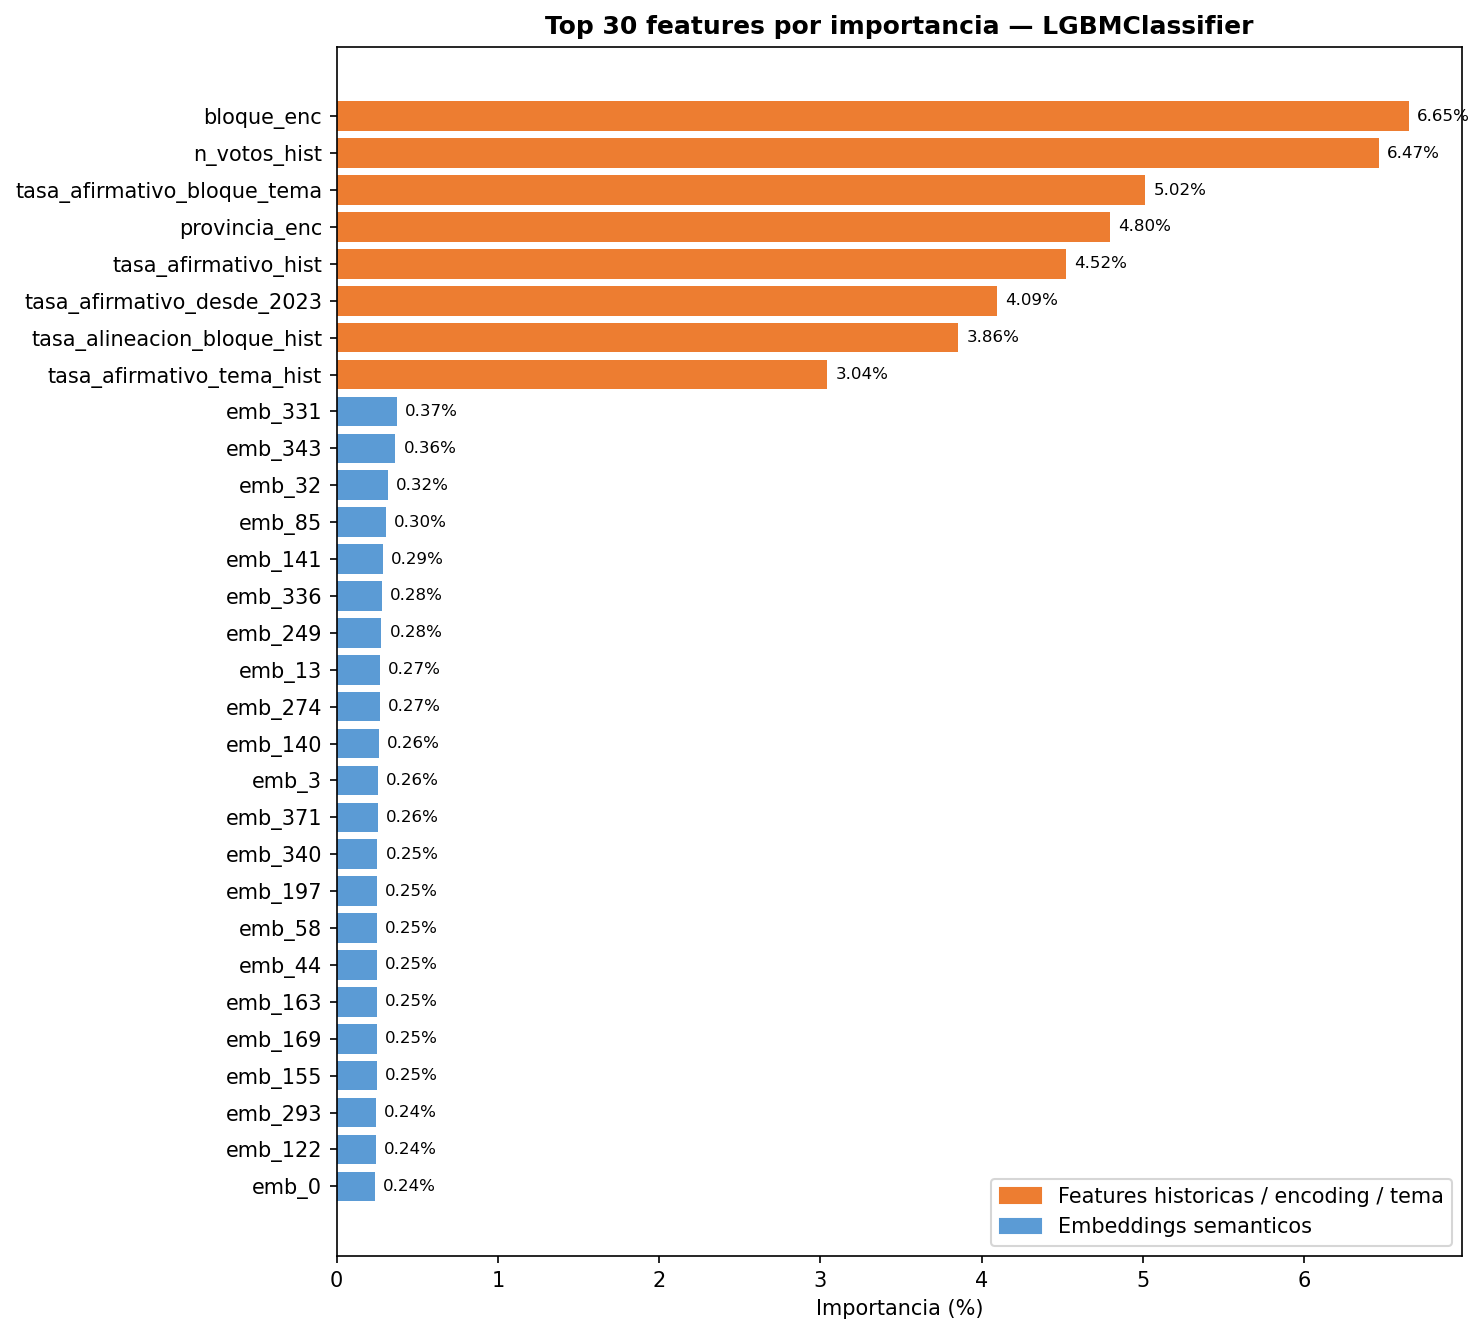 Top 30 features por importancia — LGBMClassifier
bloque_enc 6.65%
n_votos_hist 6.47%
tasa_afirmativo_bloque_tema 5.02%
provincia_enc 4.80%
tasa_afirmativo_hist 4.52%
tasa_afirmativo_desde_2023 4.09%
tasa_alineacion_bloque_hist 3.86%
tasa_afirmativo_tema_hist 3.04%
emb_331 0.37%
emb_343 0.36%
emb_32 0.32%
emb_85 0.30%
emb_141 0.29%
emb_336 0.28%
emb_249 0.28%
emb_13 0.27%
emb_274 0.27%
emb_140 0.26%
emb_3 0.26%
emb_371 0.26%
emb_340 0.25%
emb_197 0.25%
emb_58 0.25%
emb_44 0.25%
emb_163 0.25%
emb_169 0.25%
emb_155 0.25%
emb_293 0.24%
emb_122 0.24%
emb_0 0.24%
Features historicas / encoding / tema
Embeddings semanticos
0 1 2 3 4 5 6
Importancia (%)